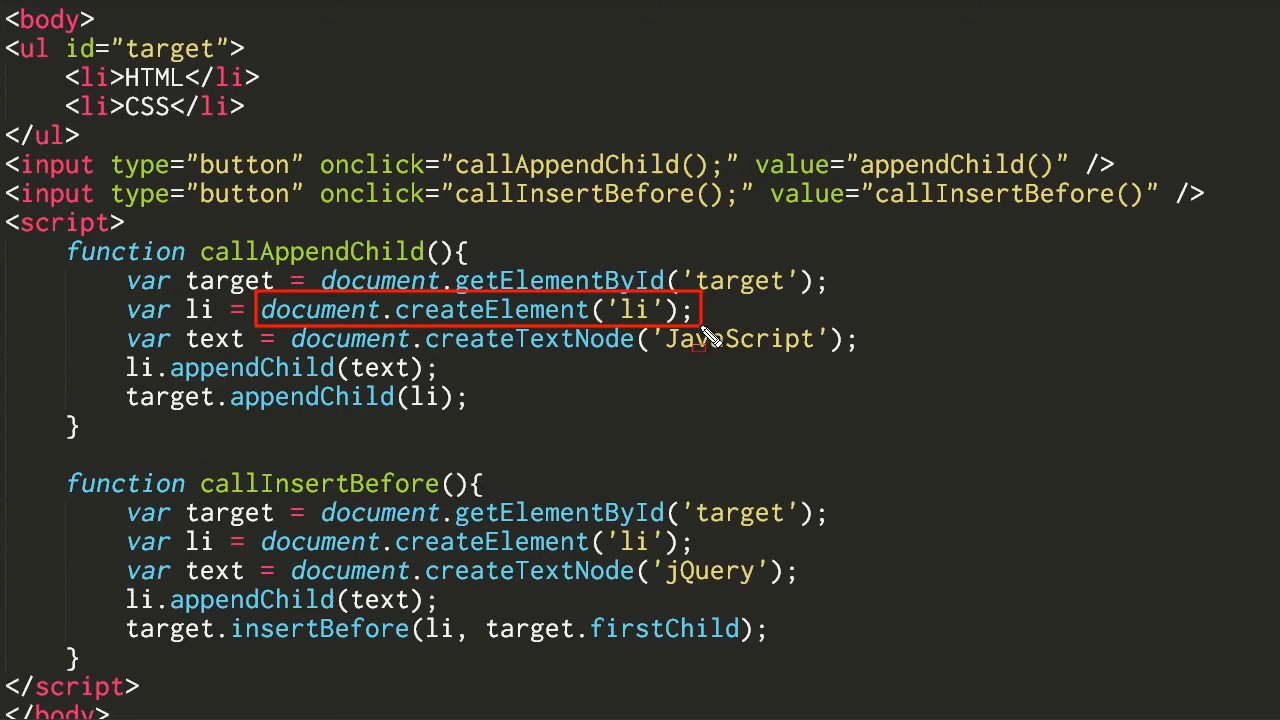 <body>
<ul id="target">
    <li>HTML</li>
    <li>CSS</li>
</ul>
<input type="button" onclick="callAppendChild();" value="appendChild()" />
<input type="button" onclick="callInsertBefore();" value="callInsertBefore()" />
<script>
    function callAppendChild(){
        var target = document.getElementById('target');
        var li = document.createElement('li');
        var text = document.createTextNode('JavaScript');
        li.appendChild(text);
        target.appendChild(li);
    }

    function callInsertBefore(){
        var target = document.getElementById('target');
        var li = document.createElement('li');
        var text = document.createTextNode('jQuery');
        li.appendChild(text);
        target.insertBefore(li, target.firstChild);
    }
</script>
</body>